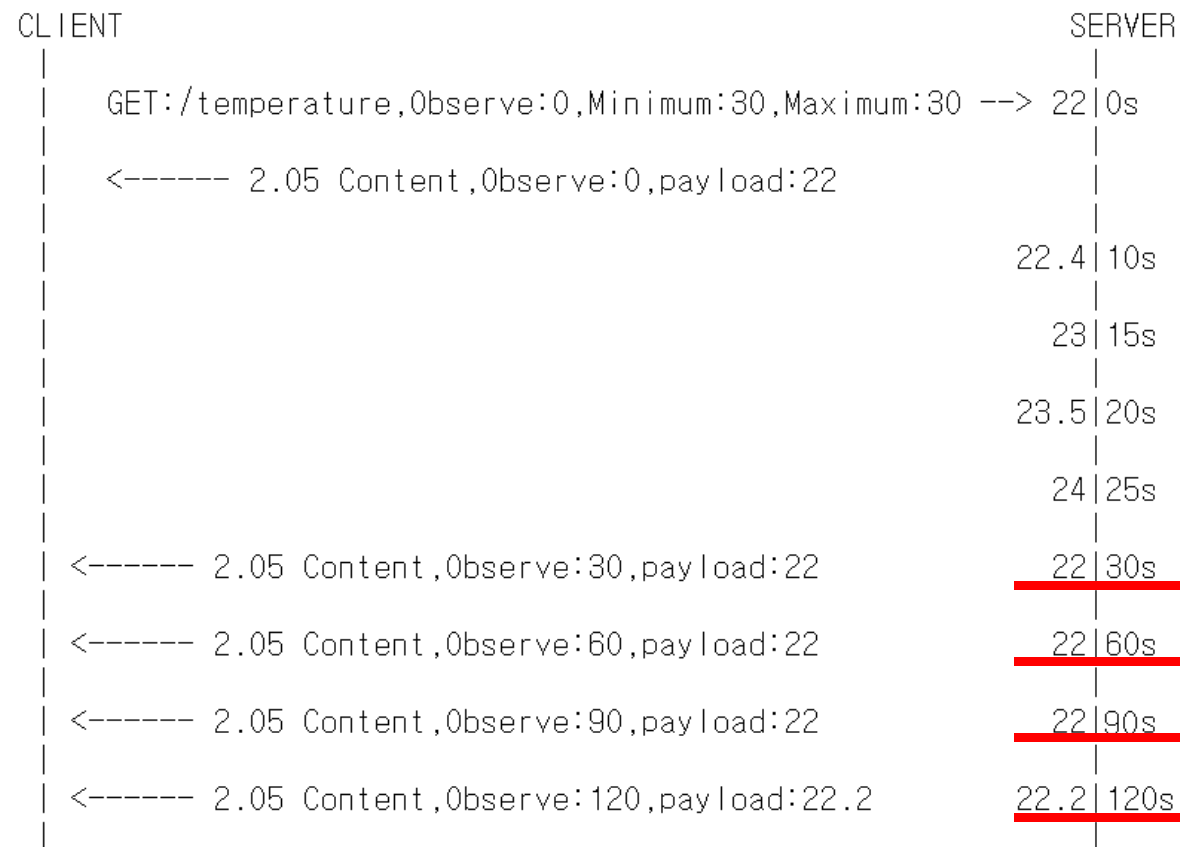 CLIENT SERVER
GET:/temperature,Observe:0,Minimum:30,Maximum:30 --> 22|0s
<------ 2.05 Content,Observe:0,payload:22
22.4|10s
23|15s
23.5|20s
24|25s
<------ 2.05 Content,Observe:30,payload:22 22|30s
<------ 2.05 Content,Observe:60,payload:22 22|60s
<------ 2.05 Content,Observe:90,payload:22 22|90s
<------ 2.05 Content,Observe:120,payload:22.2 22.2|120s